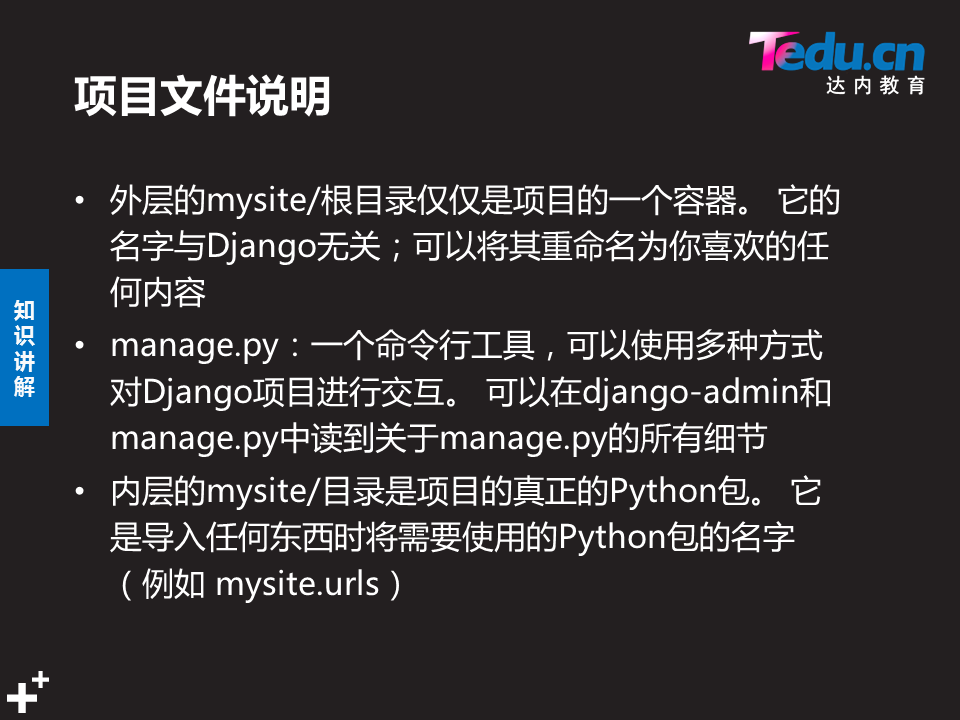 Tedu.cn
达内教育
项目文件说明
• 外层的mysite/根目录仅仅是项目的一个容器。 它的
名字与Django无关；可以将其重命名为你喜欢的任
何内容
• manage.py：一个命令行工具，可以使用多种方式
对Django项目进行交互。 可以在django-admin和
manage.py中读到关于manage.py的所有细节
• 内层的mysite/目录是项目的真正的Python包。 它
是导入任何东西时将需要使用的Python包的名字
（例如 mysite.urls）
知
识
讲
解